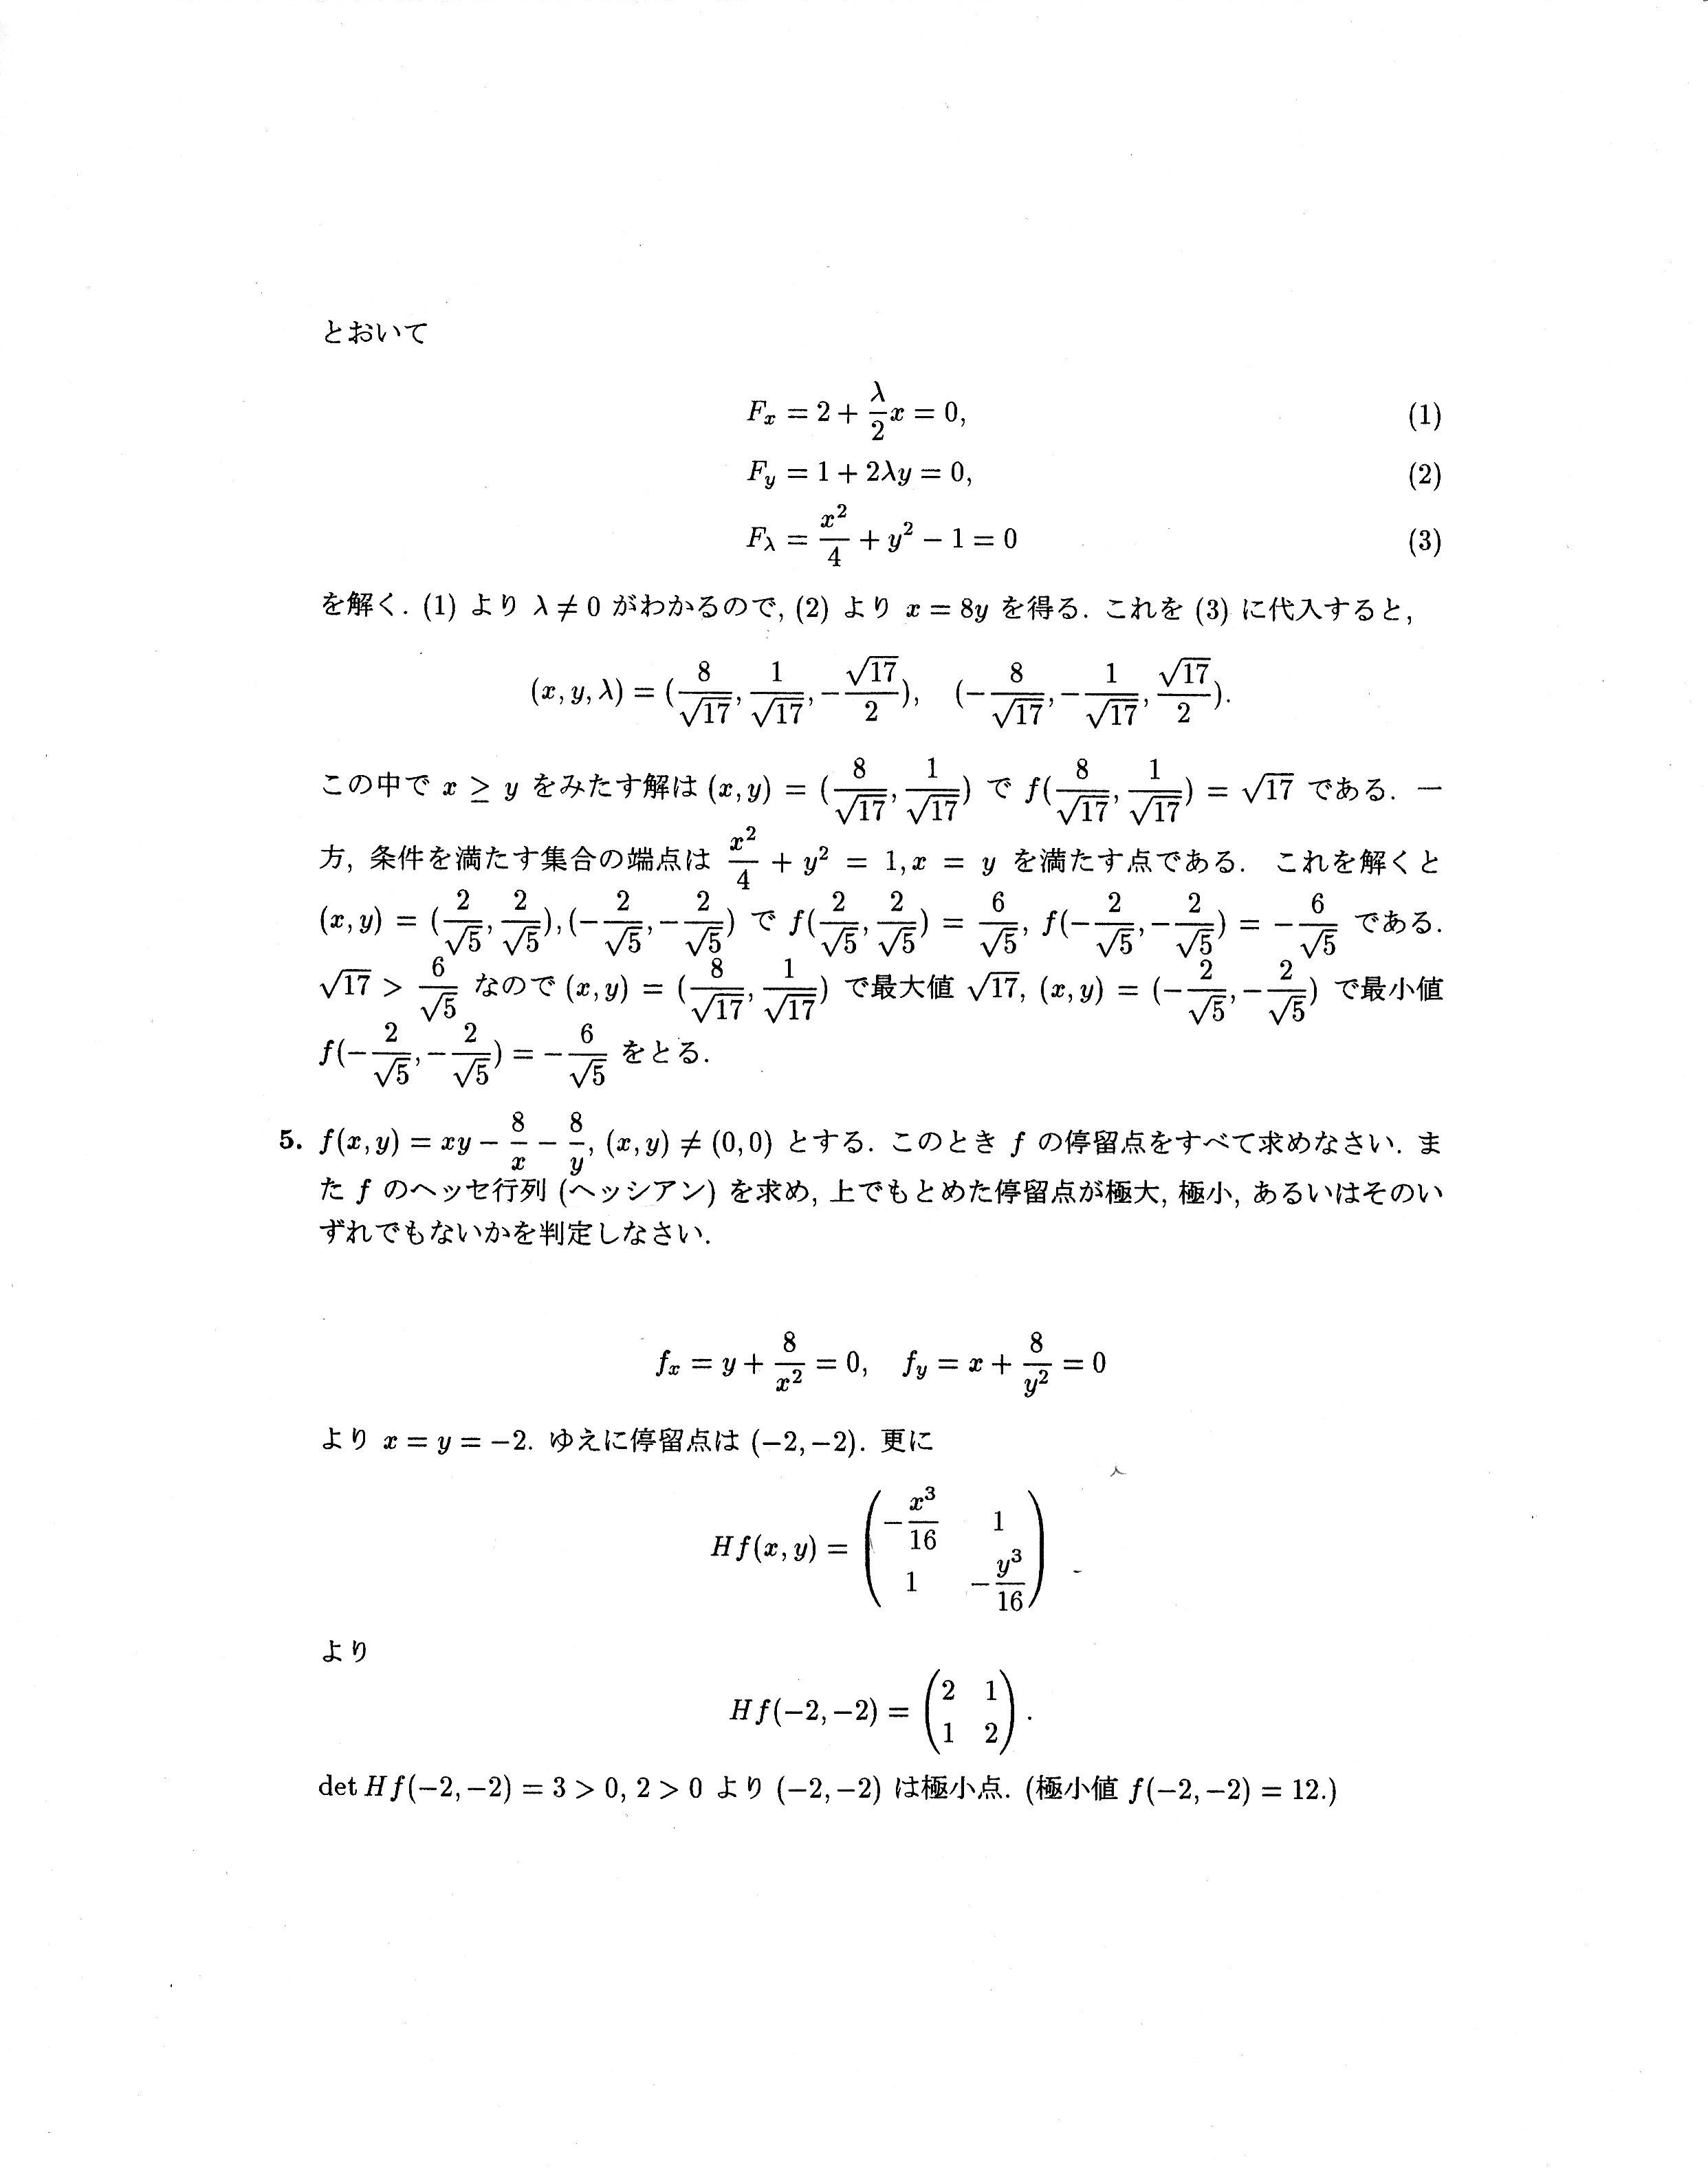 とおいて
F_x = 2 + \frac{λ}{2}x = 0, (1)
F_y = 1 + 2λy = 0, (2)
F_λ = \frac{x^2}{4} + y^2 − 1 = 0 (3)
を解く. (1) より λ ≠ 0 がわかるので, (2) より x = 8y を得る. これを (3) に代入すると,
(x, y, λ) = (\frac{8}{\sqrt{17}}, \frac{1}{\sqrt{17}}, −\frac{\sqrt{17}}{2}), (−\frac{8}{\sqrt{17}}, −\frac{1}{\sqrt{17}}, \frac{\sqrt{17}}{2}).
この中で x ≥ y をみたす解は (x, y) = (\frac{8}{\sqrt{17}}, \frac{1}{\sqrt{17}}) で f(\frac{8}{\sqrt{17}}, \frac{1}{\sqrt{17}}) = \sqrt{17} である. 一
方, 条件を満たす集合の端点は \frac{x^2}{4} + y^2 = 1, x = y を満たす点である. これを解くと
(x, y) = (\frac{2}{\sqrt{5}}, \frac{2}{\sqrt{5}}), (−\frac{2}{\sqrt{5}}, −\frac{2}{\sqrt{5}}) で f(\frac{2}{\sqrt{5}}, \frac{2}{\sqrt{5}}) = \frac{6}{\sqrt{5}}, f(−\frac{2}{\sqrt{5}}, −\frac{2}{\sqrt{5}}) = −\frac{6}{\sqrt{5}} である.
\sqrt{17} > \frac{6}{\sqrt{5}} なので (x, y) = (\frac{8}{\sqrt{17}}, \frac{1}{\sqrt{17}}) で最大値 \sqrt{17}, (x, y) = (−\frac{2}{\sqrt{5}}, −\frac{2}{\sqrt{5}}) で最小値
f(−\frac{2}{\sqrt{5}}, −\frac{2}{\sqrt{5}}) = −\frac{6}{\sqrt{5}} をとる.
5. f(x, y) = xy − \frac{8}{x} − \frac{8}{y}, (x, y) ≠ (0, 0) とする. このとき f の停留点をすべて求めなさい. ま
た f のヘッセ行列 (ヘッシアン) を求め, 上でもとめた停留点が極大, 極小, あるいはそのい
ずれでもないかを判定しなさい.
f_x = y + \frac{8}{x^2} = 0, f_y = x + \frac{8}{y^2} = 0
より x = y = −2. ゆえに停留点は (−2, −2). 更に
Hf(x, y) = \begin{pmatrix} −\frac{x^3}{16} & 1 \\ 1 & −\frac{y^3}{16} \end{pmatrix}
より
Hf(−2, −2) = \begin{pmatrix} 2 & 1 \\ 1 & 2 \end{pmatrix}.
det Hf(−2, −2) = 3 > 0, 2 > 0 より (−2, −2) は極小点. (極小値 f(−2, −2) = 12.)